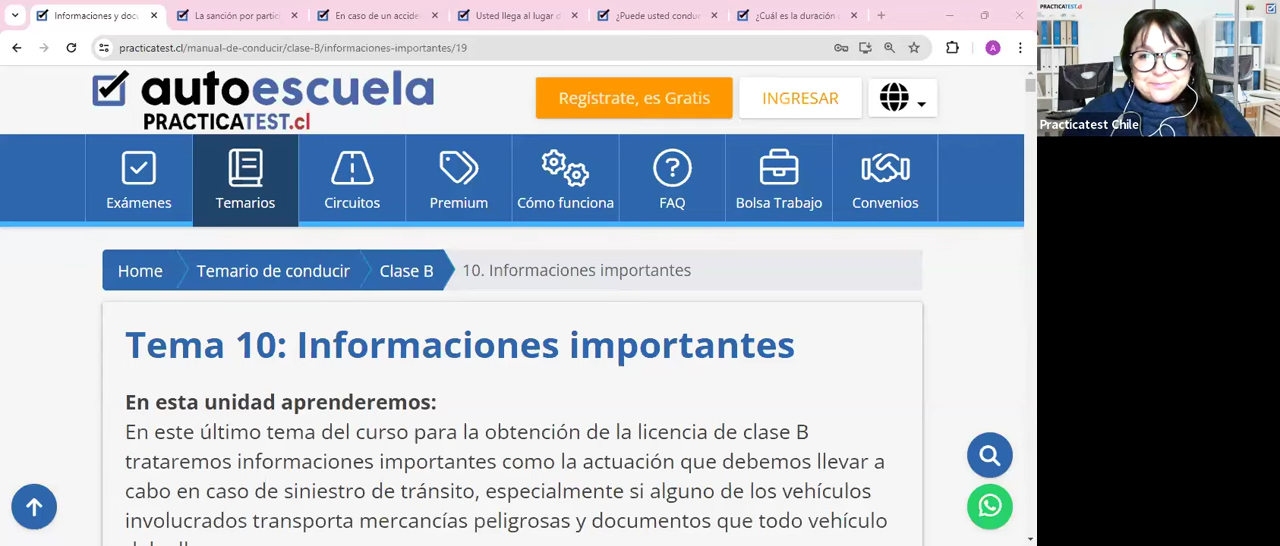 Informaciones y doc
La sanción por partici
En caso de un accide
Usted llega al lugar d
¿Puede usted condu
¿Cuál es la duración
practicatest.cl/manual-de-conducir/clase-B/informaciones-importantes/19
A
PRACTICATEST.cl
Practicatest Chile
autoescuela
PRACTICATEST.cl
Regístrate, es Gratis
INGRESAR
Exámenes
Temarios
Circuitos
Premium
Cómo funciona
FAQ
Bolsa Trabajo
Convenios
Home
Temario de conducir
Clase B
10. Informaciones importantes
Tema 10: Informaciones importantes
En esta unidad aprenderemos:
En este último tema del curso para la obtención de la licencia de clase B
trataremos informaciones importantes como la actuación que debemos llevar a
cabo en caso de siniestro de tránsito, especialmente si alguno de los vehículos
involucrados transporta mercancías peligrosas y documentos que todo vehículo